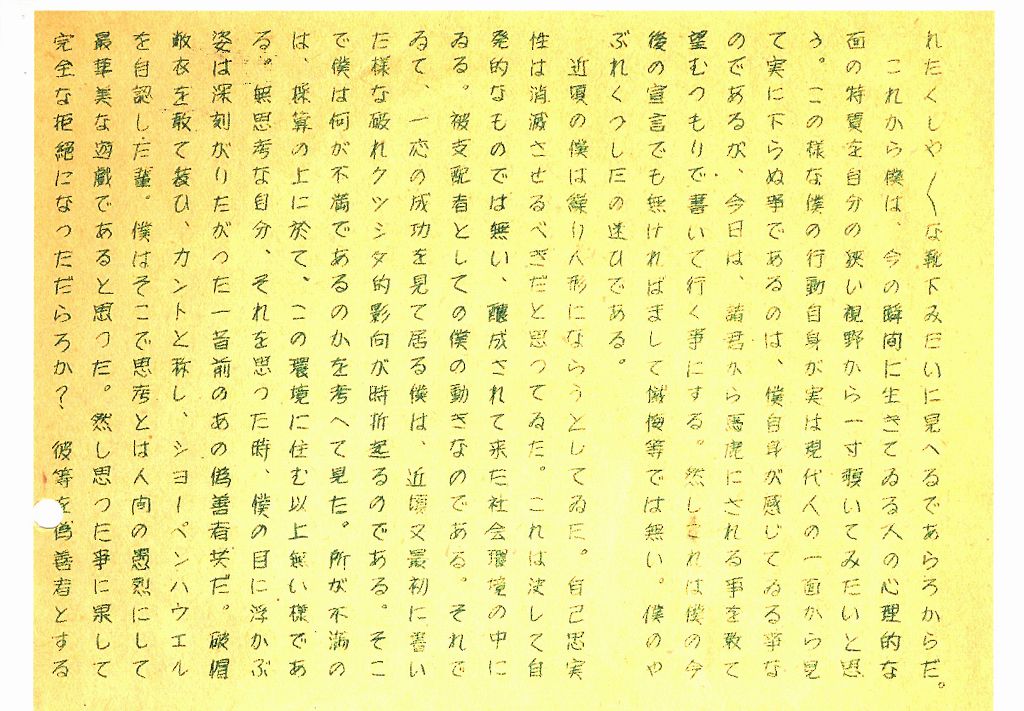 れたくしや〱な靴下みたいに見へるであらろからだ。
これから僕は、今の瞬間に生きてゐる人の心理的な
面の特質を自分の狭い視野から一寸覗いてみたいと思
う。この様な僕の行動自身が実は現代人の一面から見
て実に下らぬ事であるのは、僕自身が感じてゐる事な
のであるが、今日は、諸君から馬鹿にされる事を敢て
望むつもりで書いて行く事にする。然しこれは僕の今
後の宣言でも無ければまして懺悔等では無い。僕のや
ぶれくつしたの迷ひである。
近頃の僕は繰り人形にならうとしてゐた。自己忠実
性は消滅させるべきだと思つてゐた。これは決して自
発的なものでは無い、醸成されて来た社会環境の中に
ゐる。被支配者としての僕の動きなのである。それで
ゐて、一応の成功を見て居る僕は、近頃又最初に書い
た様な破れクツシタ的影向が時折起るのである。そこ
で僕は何が不満であるのかを考へて見た。所が不満の
は、採算の上に於て、この環境に住む以上無い様であ
る。無思考な自分、それを思つた時、僕の目に浮かぶ
姿は深刻がりたがつた一昔前のあの偽善者共だ。破帽
敝衣を敢て装ひ、カントと称し、シヨーペンハウエル
を自認した輩。僕はそこで思考とは人向の愚烈にして
最華美な遊戯であると思つた。然し思つた事に果して
完全な拒絶になつただらろか？彼等を偽善者とする